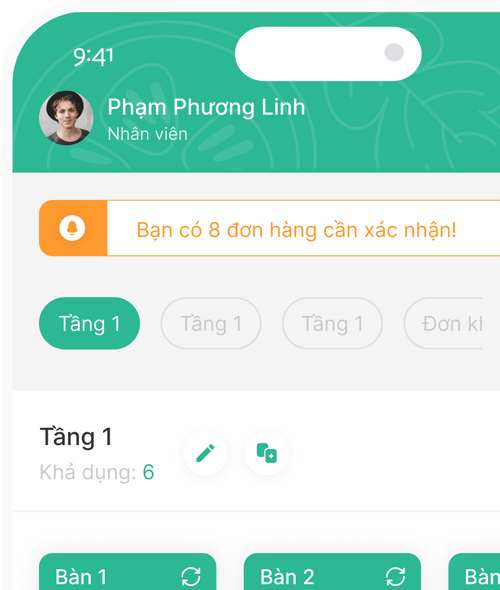 9:41
Phạm Phương Linh
Nhân viên
Bạn có 8 đơn hàng cần xác nhận!
Tầng 1 Tầng 1 Tầng 1 Đơn
Tầng 1
Khả dụng: 6
Bàn 1 Bàn 2 Bàn